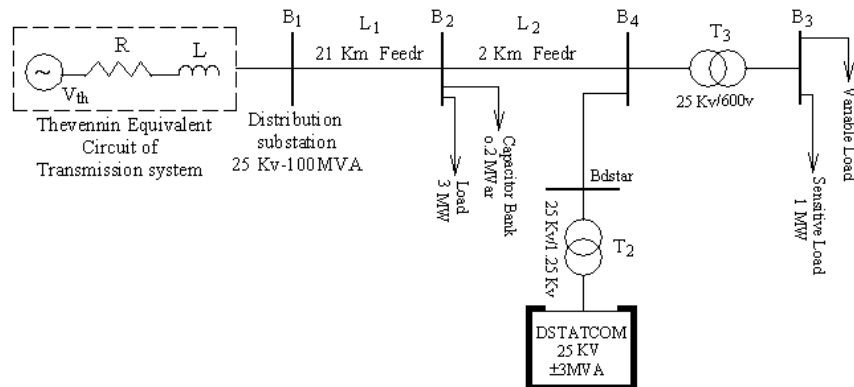 B1
L1
B2
L2
B4
T3
B3
R
L
21 Km Feedr
2 Km Feedr
~
Vth
25 Kv/600v
Variable Load
Thevennin Equivalent
Circuit of
Transmission system
Distribution
substation
25 Kv-100MVA
Load
3 MW
Capacitor Bank
0.2 MVar
Sensitive Load
1 MW
Bdstar
25 Kv/1.25 Kv
T2
DSTATCOM
25 KV
±3MVA